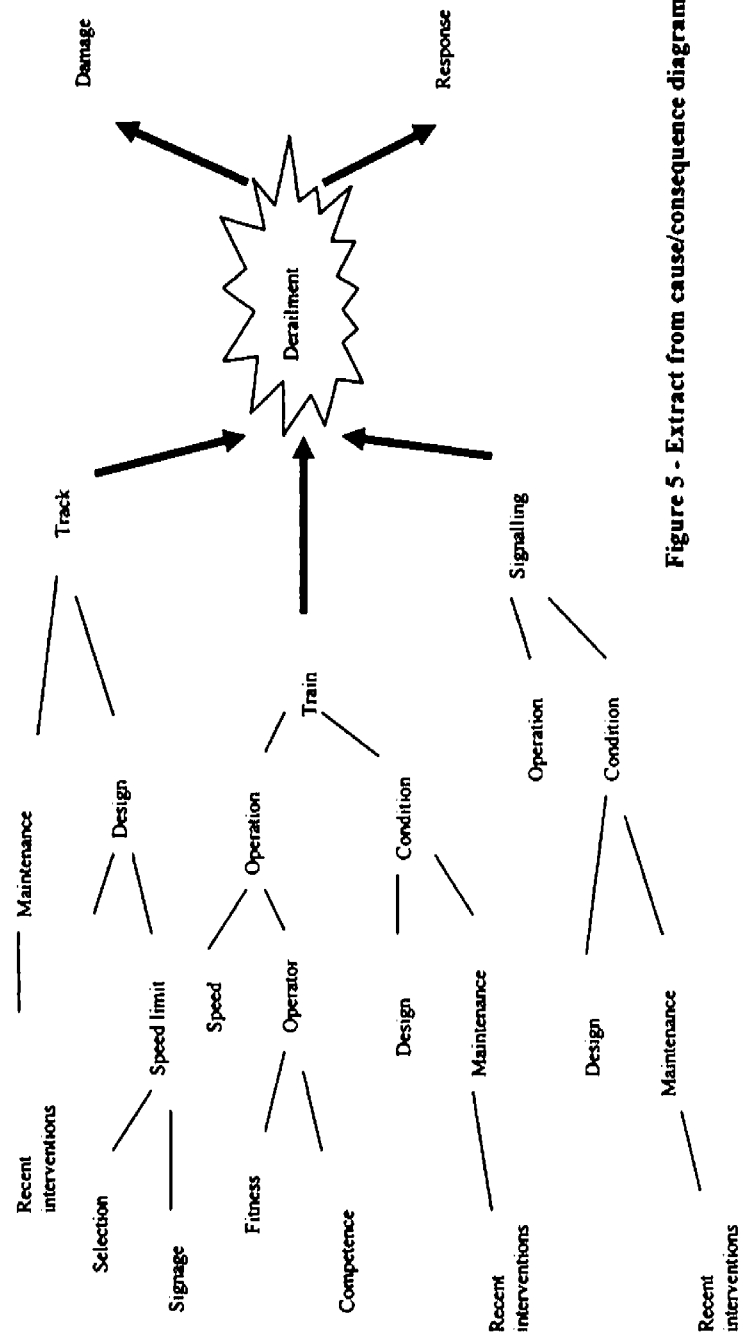 Damage
Response
Derailment
Track
Train
Signalling
Maintenance
Design
Operation
Condition
Operation
Condition
Recent
interventions
Speed limit
Speed
Operator
Design
Maintenance
Design
Maintenance
Selection
Signage
Fitness
Competence
Recent
interventions
Recent
interventions
Figure 5 - Extract from cause/consequence diagram